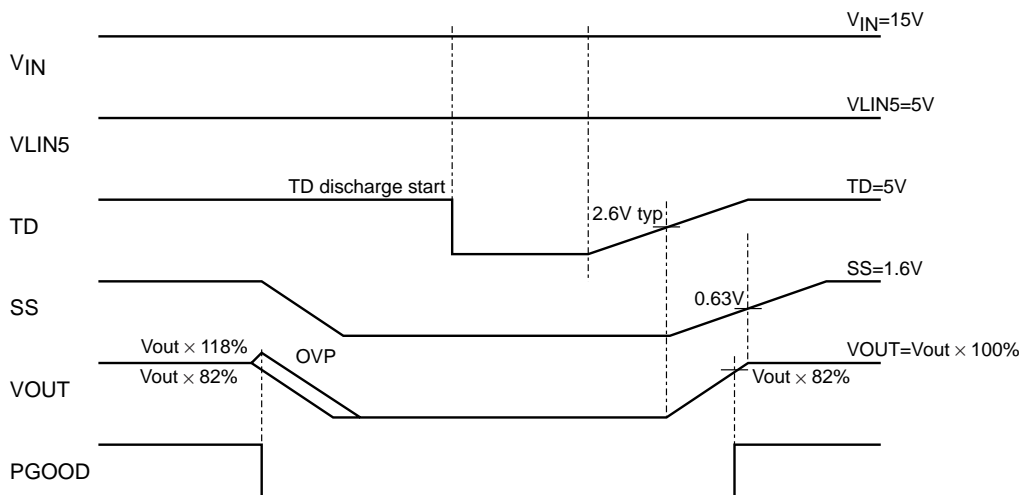 VIN=15V
VIN
VLIN5=5V
VLIN5
TD discharge start
TD=5V
2.6V typ
TD
SS=1.6V
0.63V
SS
Vout × 118%
OVP
VOUT=Vout × 100%
Vout × 82%
Vout × 82%
VOUT
PGOOD